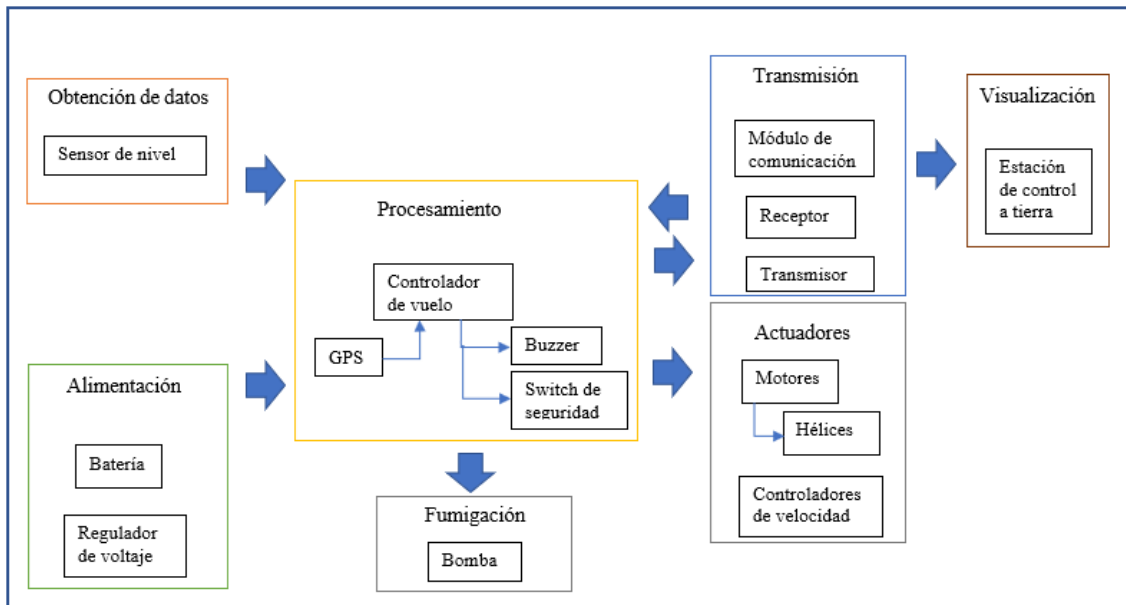 Obtención de datos
Sensor de nivel
Alimentación
Batería
Regulador
de voltaje
Procesamiento
Controlador
de vuelo
GPS
Buzzer
Switch de
seguridad
Fumigación
Bomba
Transmisión
Módulo de
comunicación
Receptor
Transmisor
Actuadores
Motores
Hélices
Controladores
de velocidad
Visualización
Estación
de control
a tierra